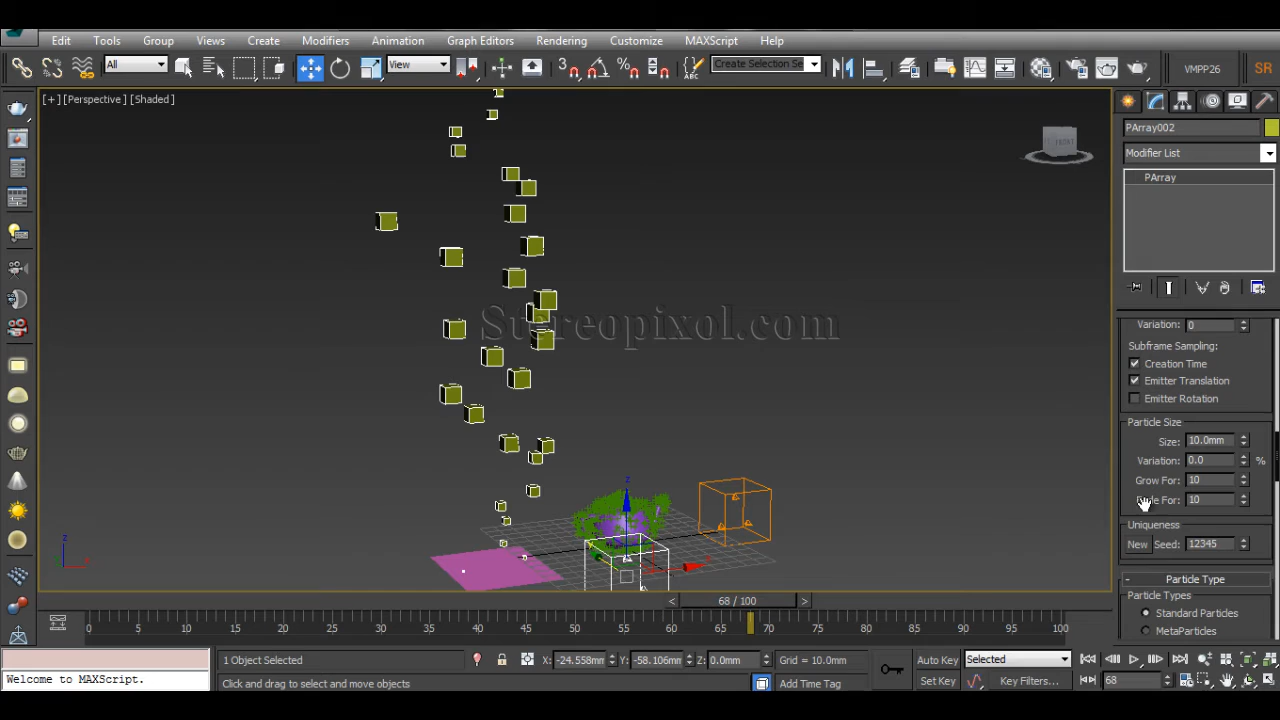 Edit Tools Group Views Create Modifiers Animation Graph Editors Rendering Customize MAXScript Help
All View Create Selection Se VMPP26 SR
[+] [Perspective] [Shaded]
PArray002
Modifier List
PArray
Stereopixol.com
Variation: 0
Subframe Sampling:
Creation Time
Emitter Translation
Emitter Rotation
Particle Size
Size: 10.0mm
Variation: 0.0 %
Grow For: 10
For: 10
Uniqueness
New Seed: 12345
- Particle Type
Particle Types
Standard Particles
MetaParticles
< 68 / 100 >
0 5 10 15 20 25 30 35 40 45 50 55 60 65 70 75 80 85 90 95 100
1 Object Selected X: -24.558mm Y: -58.106mm Z: 0.0mm Grid = 10.0mm Auto Key Selected
Welcome to MAXScript. Click and drag to select and move objects Add Time Tag Set Key Key Filters... 68